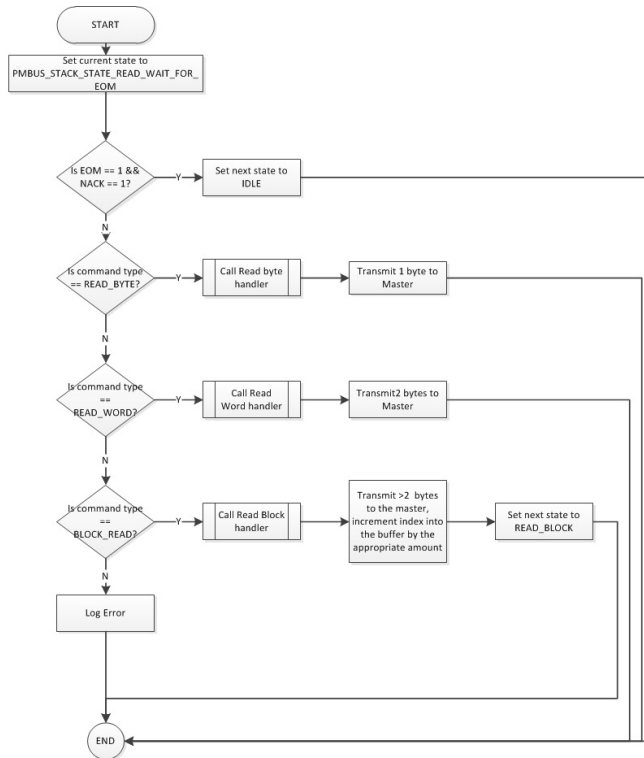 START
Set current state to
PMBUS_STACK_STATE_READ_WAIT_FOR_
EOM
Is EOM == 1 &&
NACK == 1?
Y
Set next state to
IDLE
N
Is command type
== READ_BYTE?
Y
Call Read byte
handler
Transmit 1 byte to
Master
N
Is command type
==
READ_WORD?
Y
Call Read
Word handler
Transmit2 bytes to
Master
N
Is command type
==
BLOCK_READ?
Y
Call Read Block
handler
Transmit >2 bytes
to the master,
increment index into
the buffer by the
appropriate amount
Set next state to
READ_BLOCK
N
Log Error
END